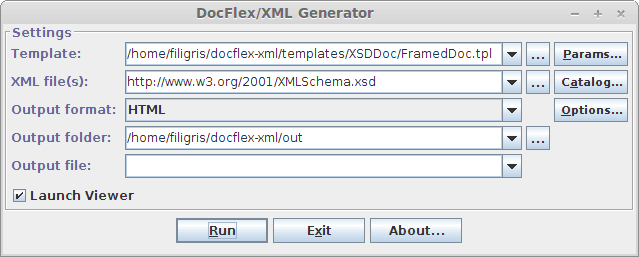 DocFlex/XML Generator
Settings
Template: /home/filigris/docflex-xml/templates/XSDDoc/FramedDoc.tpl ... Params...
XML file(s): http://www.w3.org/2001/XMLSchema.xsd ... Catalog...
Output format: HTML Options...
Output folder: /home/filigris/docflex-xml/out ...
Output file:
Launch Viewer
Run Exit About...